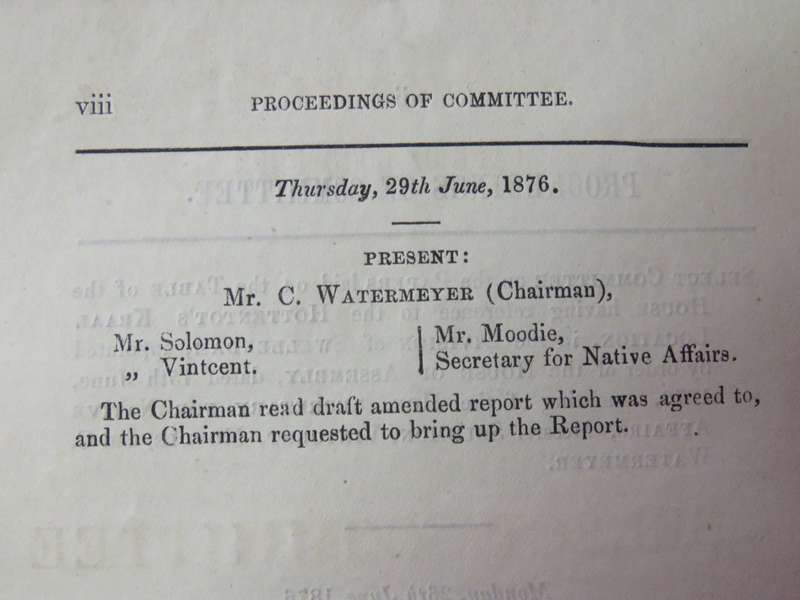 viii PROCEEDINGS OF COMMITTEE.
Thursday, 29th June, 1876.
PRESENT:
Mr. C. WATERMEYER (Chairman),
Mr. Solomon,
„ Vintcent.
Mr. Moodie,
Secretary for Native Affairs.
The Chairman read draft amended report which was agreed to,
and the Chairman requested to bring up the Report.